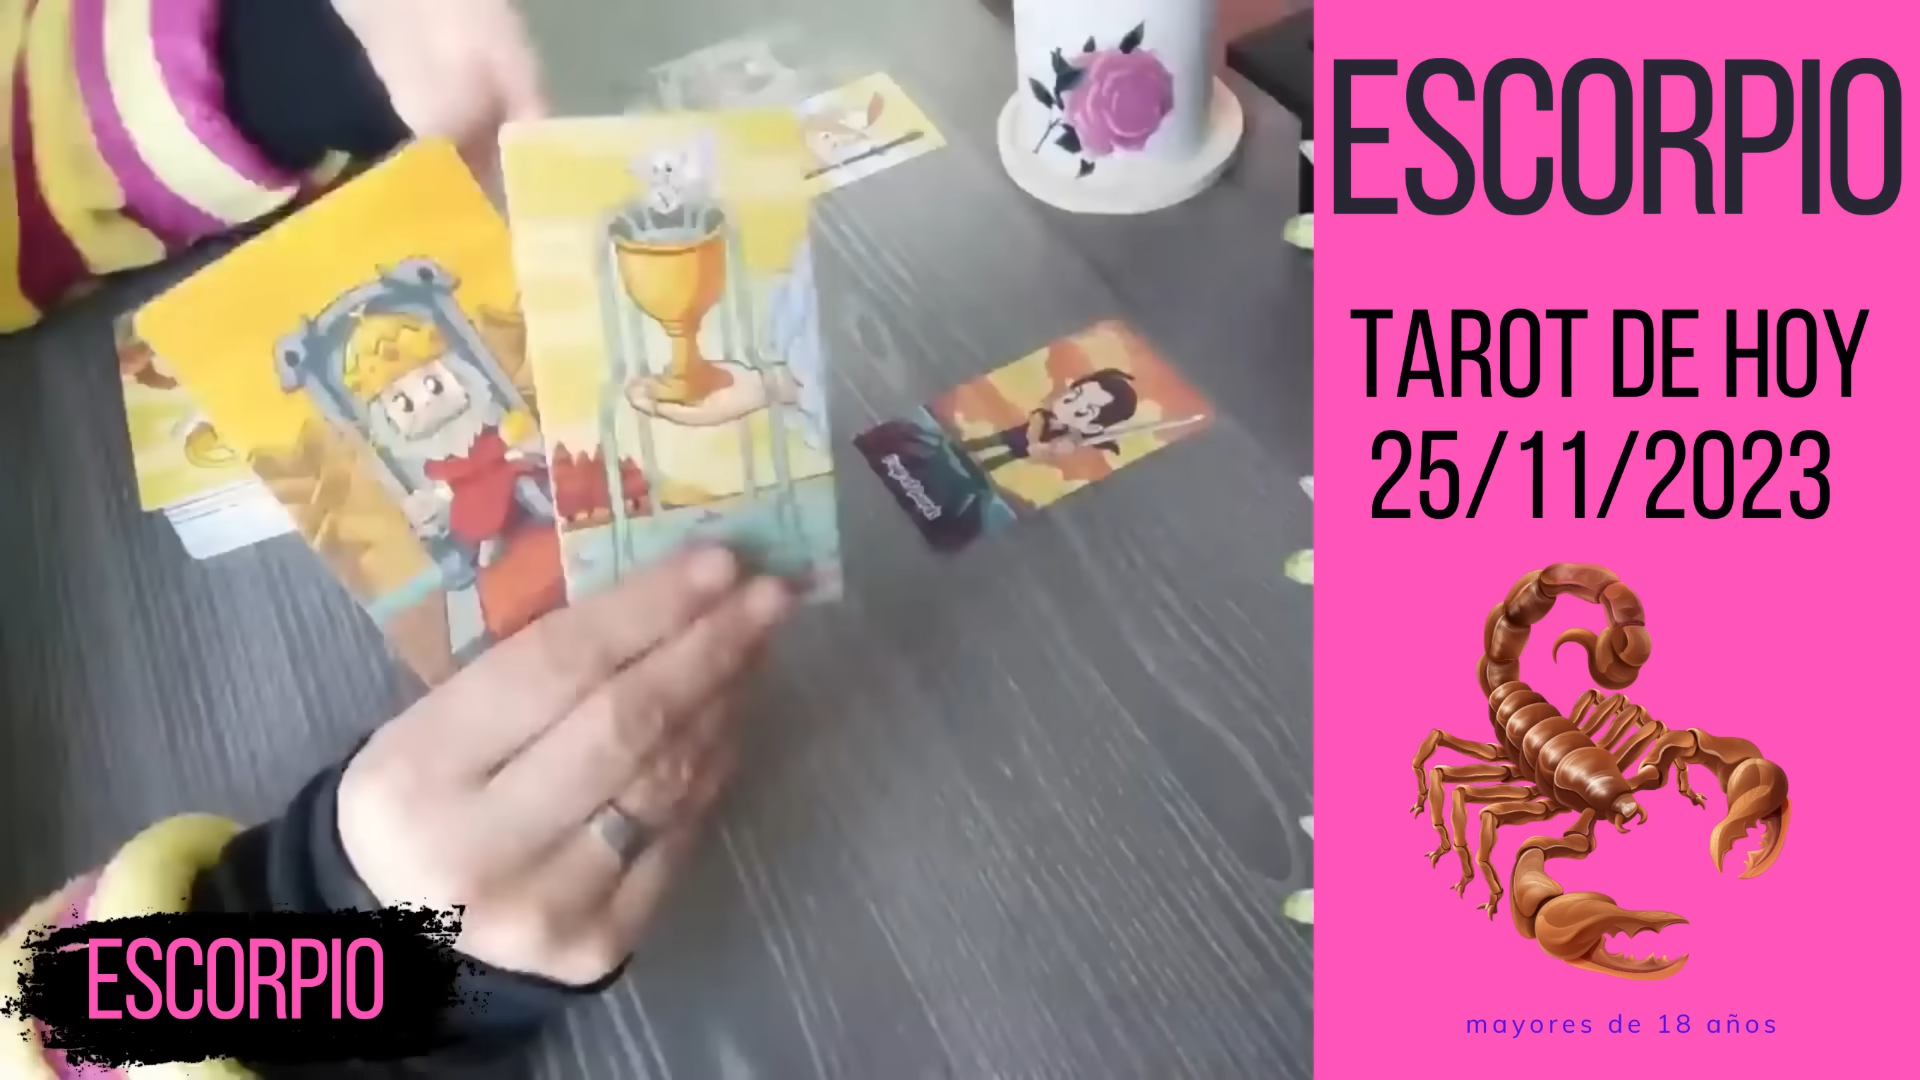 ESCORPIO
TAROT DE HOY
25/11/2023
mayores de 18 años
ESCORPIO